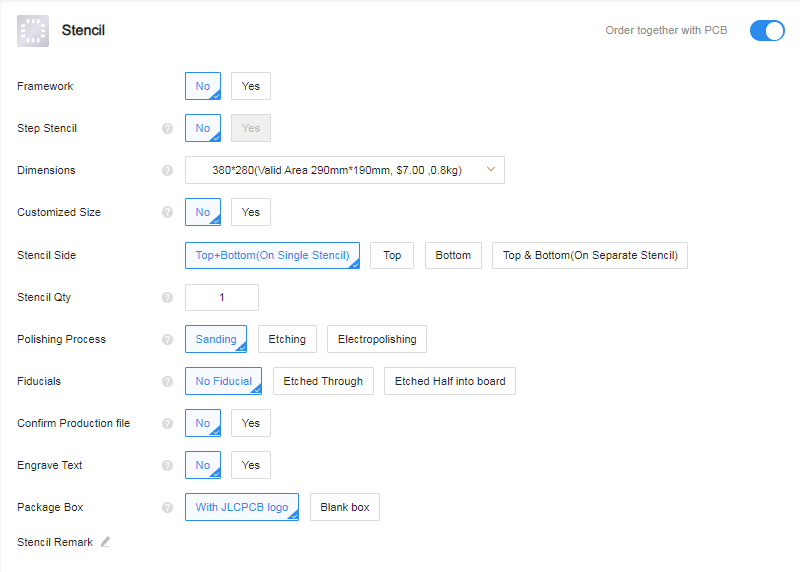 Stencil
Order together with PCB
Framework No Yes
Step Stencil ? No Yes
Dimensions ? 380*280(Valid Area 290mm*190mm, $7.00 ,0.8kg)
Customized Size ? No Yes
Stencil Side Top+Bottom(On Single Stencil) Top Bottom Top & Bottom(On Separate Stencil)
Stencil Qty ? 1
Polishing Process ? Sanding Etching Electropolishing
Fiducials ? No Fiducial Etched Through Etched Half into board
Confirm Production file ? No Yes
Engrave Text ? No Yes
Package Box ? With JLCPCB logo Blank box
Stencil Remark